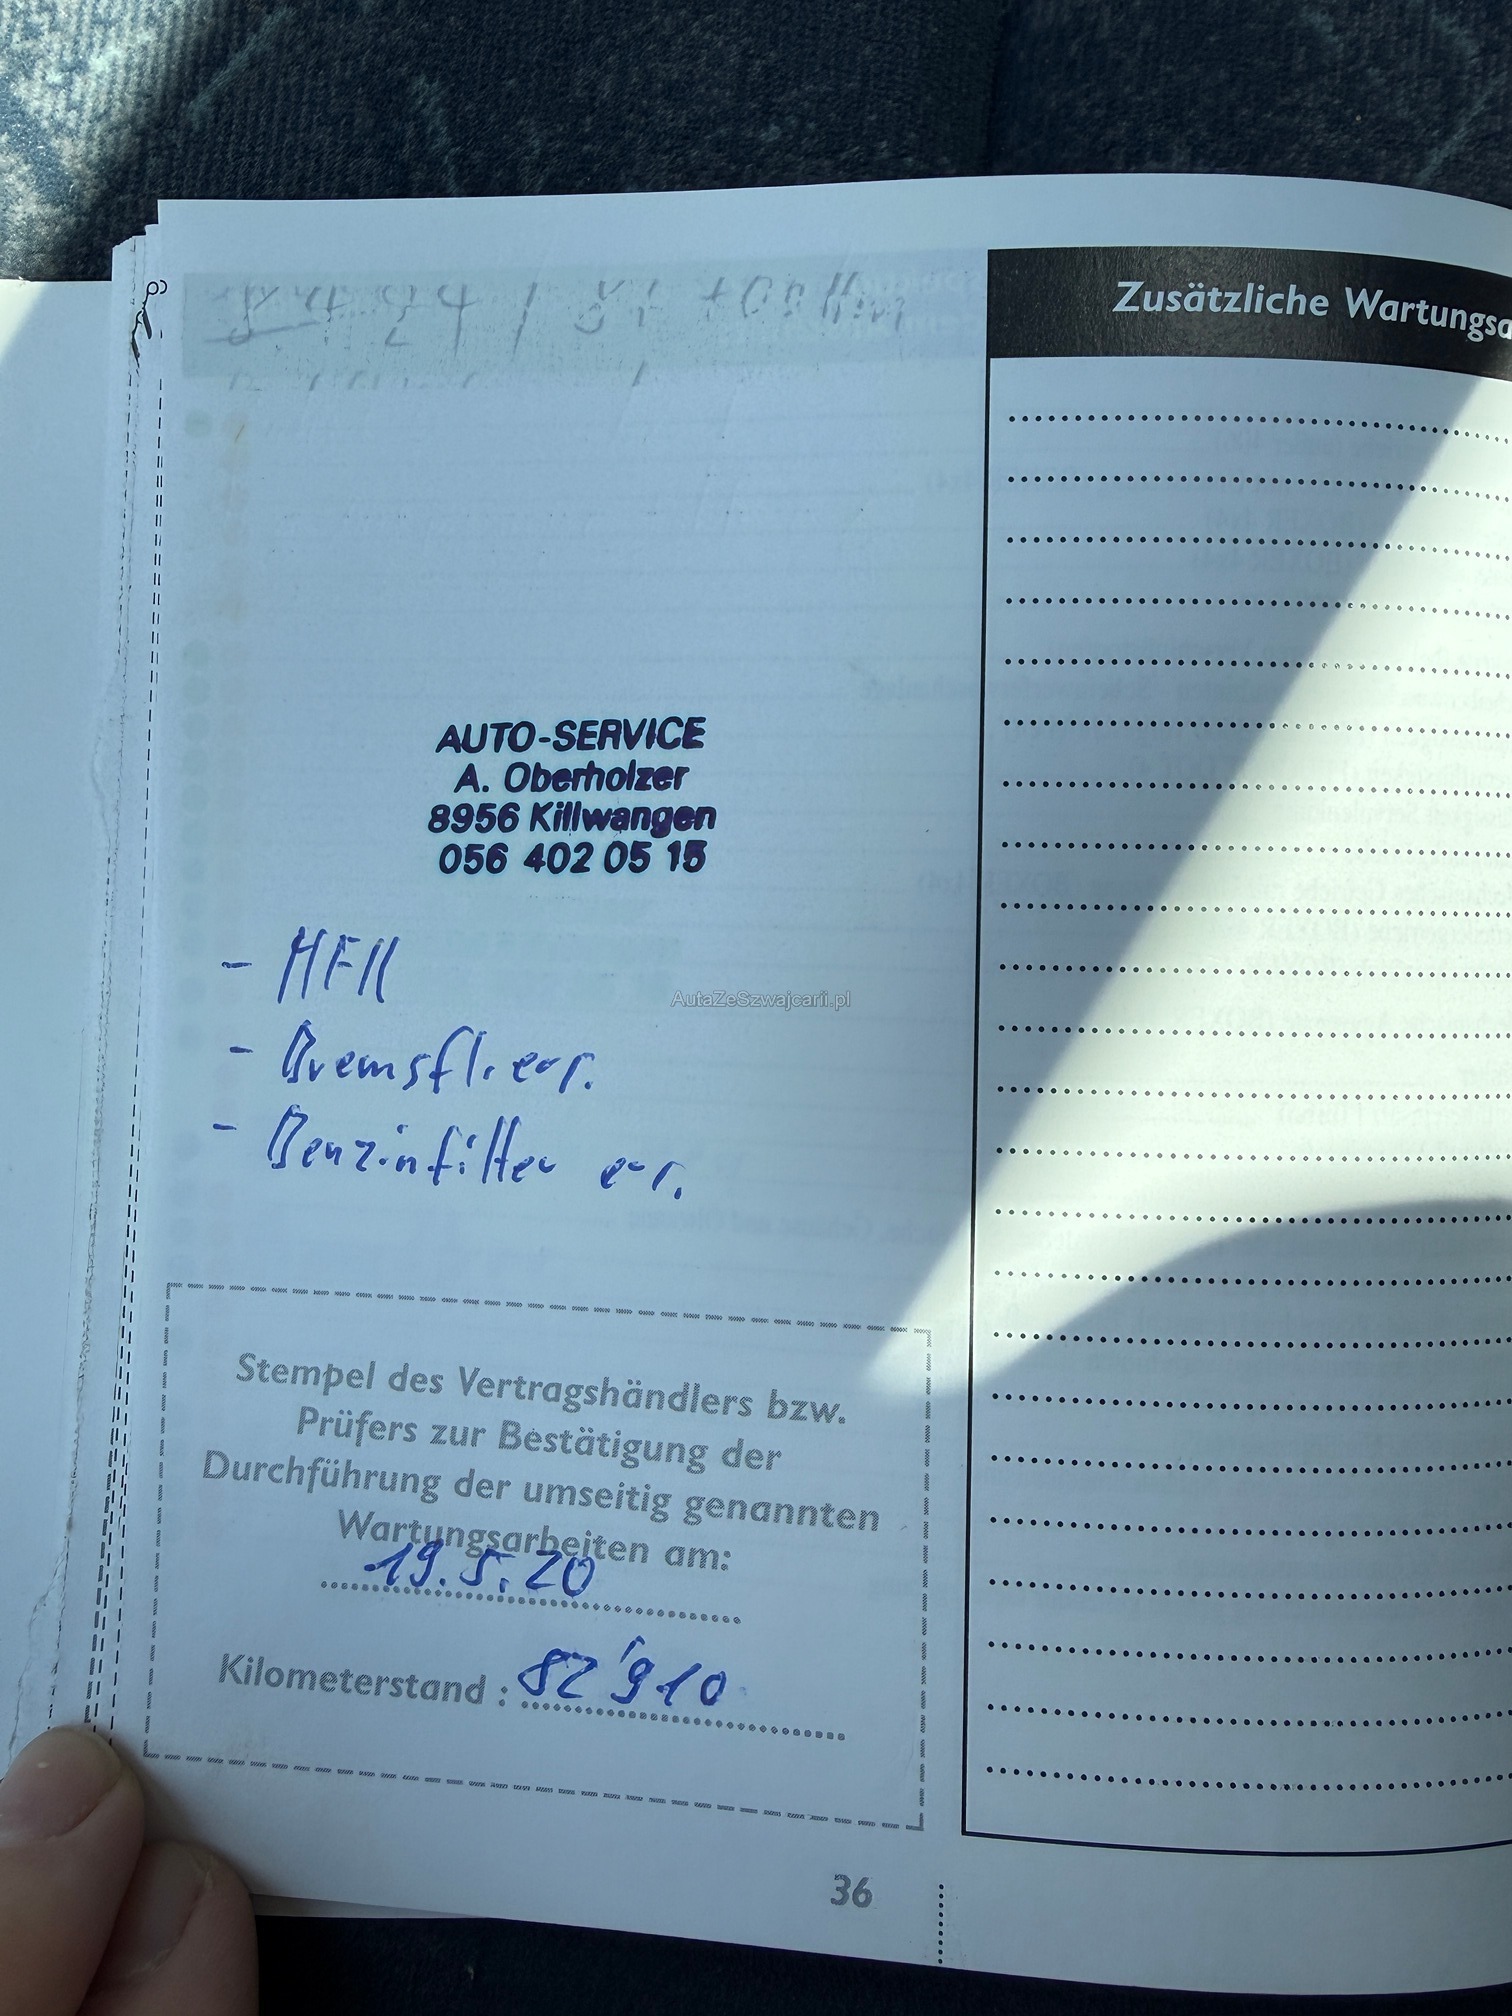 Zusätzliche Wartungsa
AUTO-SERVICE
A. Oberholzer
8956 Killwangen
056 402 05 15
- MFK
- Bremsfl. er.
AutaZeSzwajcarii.pl
- Benzinfilter er.
Stempel des Vertragshändlers bzw.
Prüfers zur Bestätigung der
Durchführung der umseitig genannten
Wartungsarbeiten am:
19.5.20
Kilometerstand : 82'910
36